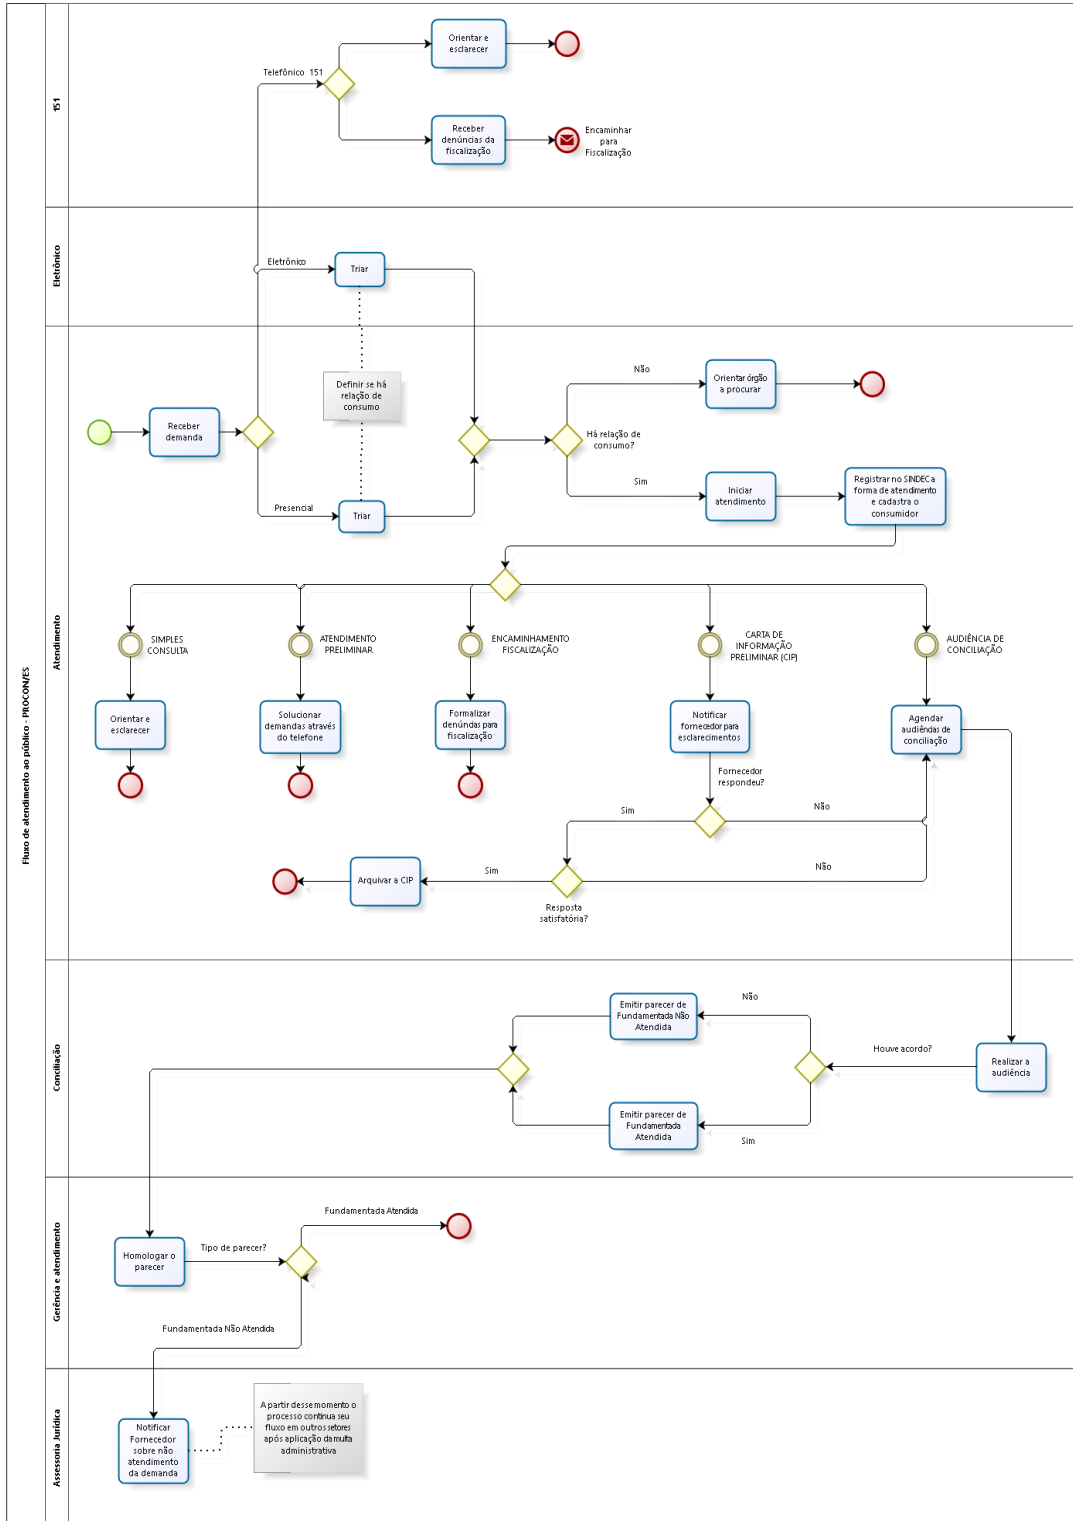 Fluxo de atendimento ao público - PROCON/ES
151
Telefônico 151
Orientar e
esclarecer
Receber
denúncias da
fiscalização
Encaminhar
para
Fiscalização
Eletrônico
Eletrônico
Triar
Atendimento
Definir se há
relação de
consumo
Receber
demanda
Presencial
Triar
Há relação de
consumo?
Não
Orientar órgão
a procurar
Sim
Iniciar
atendimento
Registrar no SINDEC a
forma de atendimento
e cadastra o
consumidor
SIMPLES
CONSULTA
ATENDIMENTO
PRELIMINAR
ENCAMINHAMENTO
FISCALIZAÇÃO
CARTA DE
INFORMAÇÃO
PRELIMINAR (CIP)
AUDIÊNCIA DE
CONCILIAÇÃO
Orientar e
esclarecer
Solucionar
demandas através
do telefone
Formalizar
denúncias para
fiscalização
Notificar
fornecedor para
esclarecimentos
Agendar
audiências de
conciliação
Fornecedor
respondeu?
Sim
Não
Arquivar a CIP
Sim
Não
Resposta
satisfatória?
Conciliação
Emitir parecer de
Fundamentada Não
Atendida
Não
Houve acordo?
Realizar a
audiência
Emitir parecer de
Fundamentada
Atendida
Sim
Gerência e atendimento
Fundamentada Atendida
Homologar o
parecer
Tipo de parecer?
Fundamentada Não Atendida
Assessoria Jurídica
Notificar
Fornecedor
sobre não
atendimento
da demanda
A partir desse momento o
processo continua seu
fluxo em outros setores
após aplicação da multa
administrativa